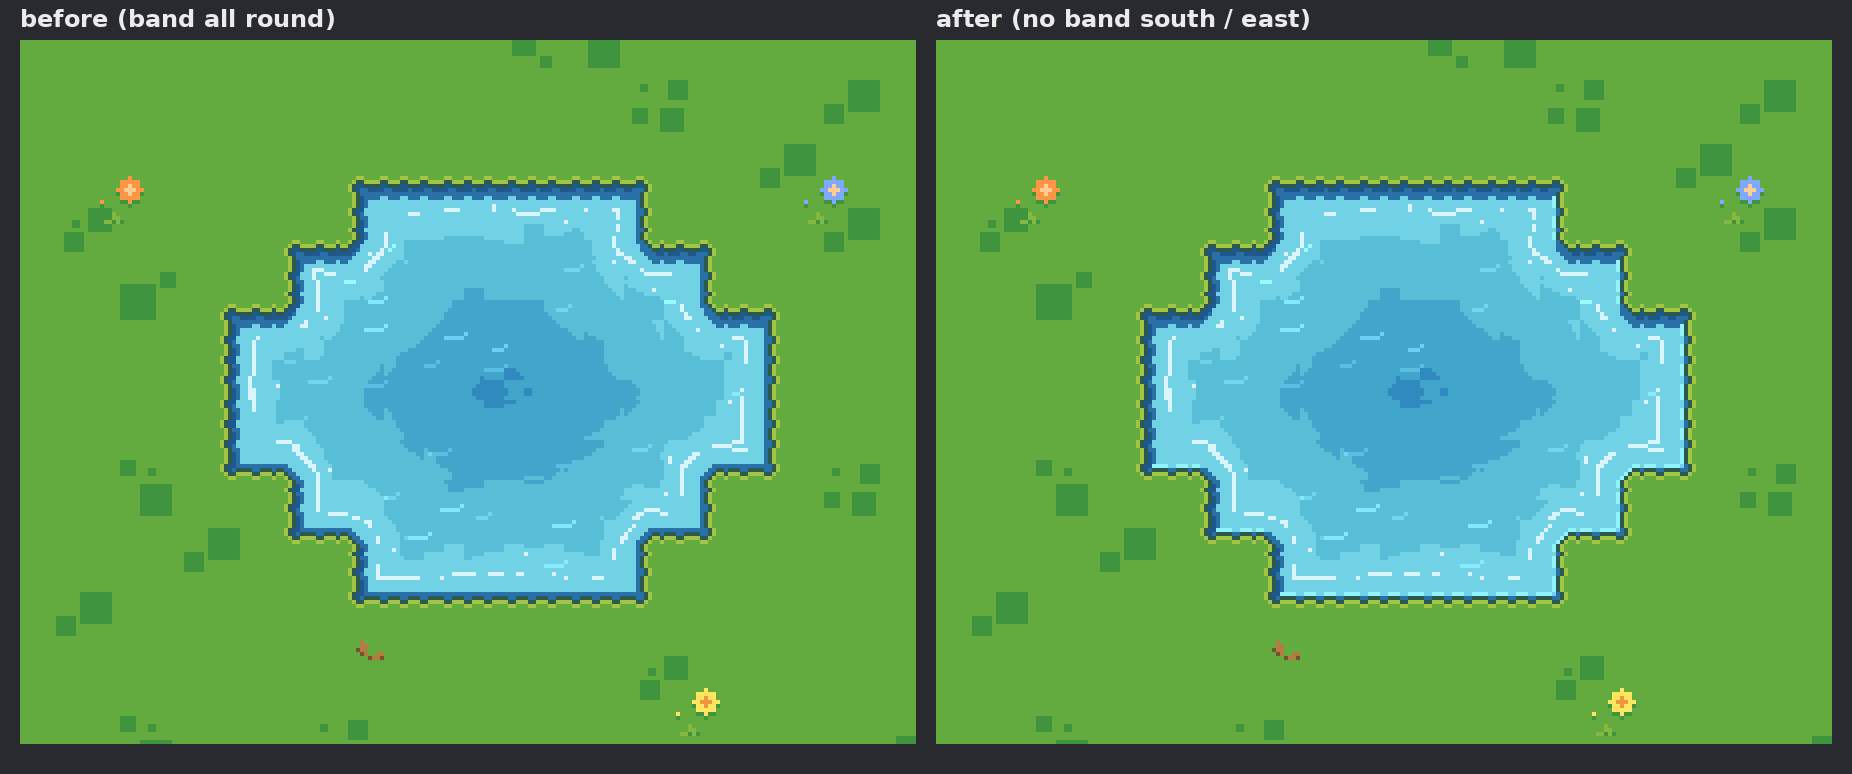 before (band all round)
after (no band south / east)